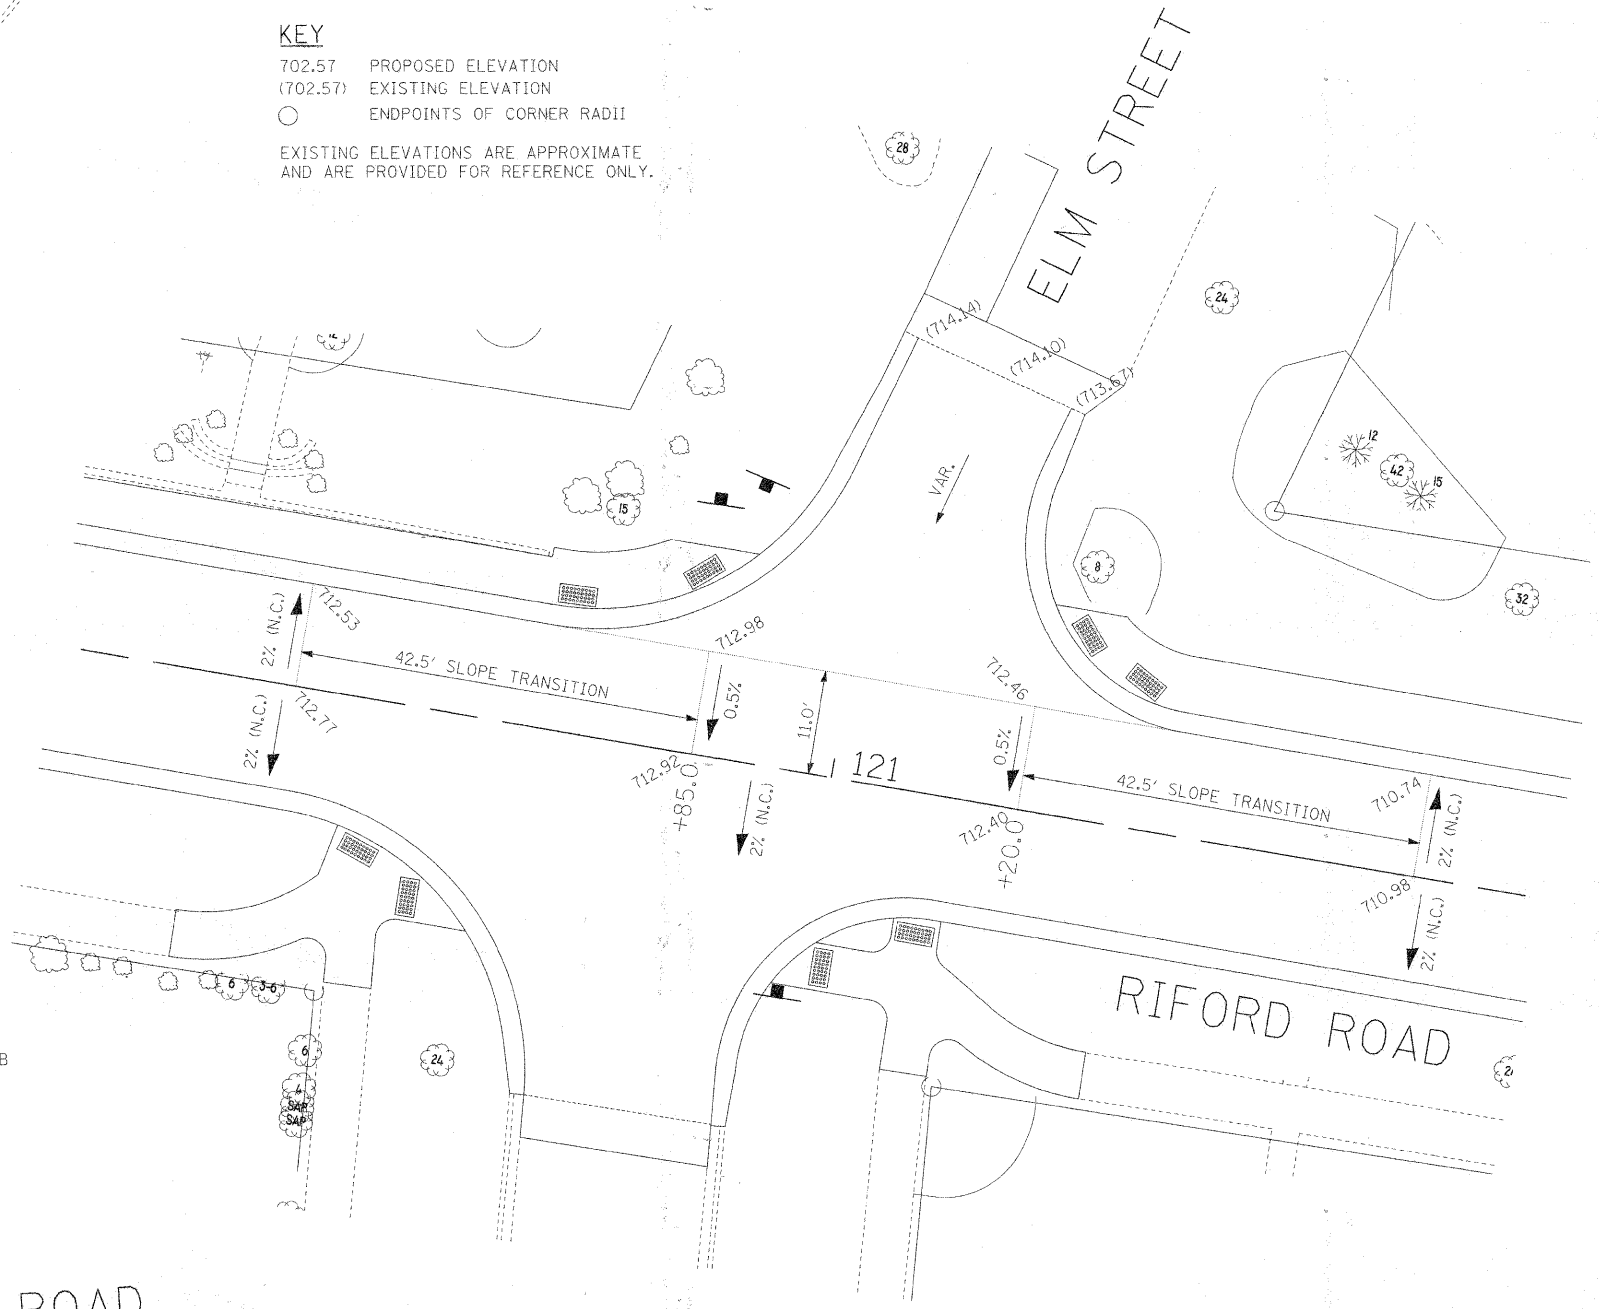 KEY
702.57 PROPOSED ELEVATION
(702.57) EXISTING ELEVATION
ENDPOINTS OF CORNER RADII
EXISTING ELEVATIONS ARE APPROXIMATE
AND ARE PROVIDED FOR REFERENCE ONLY.
ELM STREET
28
24
(714.14)
(714.10)
(713.67)
12
42
15
15
VAR.
8
32
2% (N.C.)
712.53
712.98
42.5' SLOPE TRANSITION
712.46
0.5%
2% (N.C.)
712.77
11.0'
0.5%
712.92
+85.0
121
42.5' SLOPE TRANSITION
710.74
2% (N.C.)
2% (N.C.)
712.40
+20.0
710.98
2% (N.C.)
6
3-6
RIFORD ROAD
B
6
24
4
SAP
SAP
ROAD